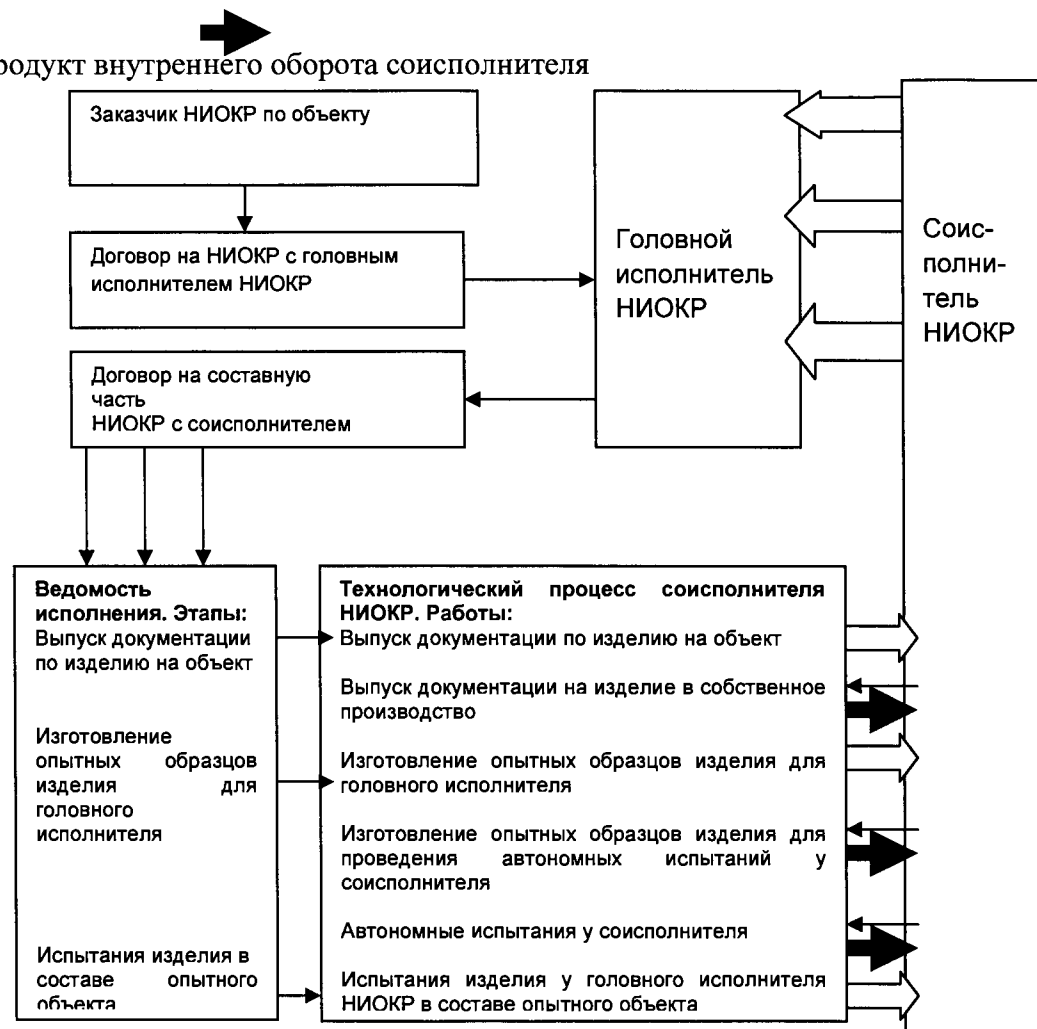 родукт внутреннего оборота соисполнителя
Заказчик НИОКР по объекту
Договор на НИОКР с головным
исполнителем НИОКР
Договор на составную
часть
НИОКР с соисполнителем
Головной
исполнитель
НИОКР
Соис-
полни-
тель
НИОКР
Ведомость
исполнения. Этапы:
Выпуск документации
по изделию на объект
Изготовление
опытных образцов
изделия для
головного
исполнителя
Испытания изделия в
составе опытного
объекта
Технологический процесс соисполнителя
НИОКР. Работы:
Выпуск документации по изделию на объект
Выпуск документации на изделие в собственное
производство
Изготовление опытных образцов изделия для
головного исполнителя
Изготовление опытных образцов изделия для
проведения автономных испытаний у
соисполнителя
Автономные испытания у соисполнителя
Испытания изделия у головного исполнителя
НИОКР в составе опытного объекта